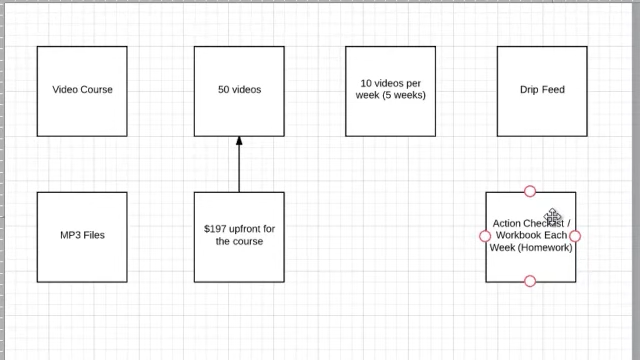 Video Course
50 videos
10 videos per
week (5 weeks)
Drip Feed
MP3 Files
$197 upfront for
the course
Action Checklist /
Workbook Each
Week (Homework)